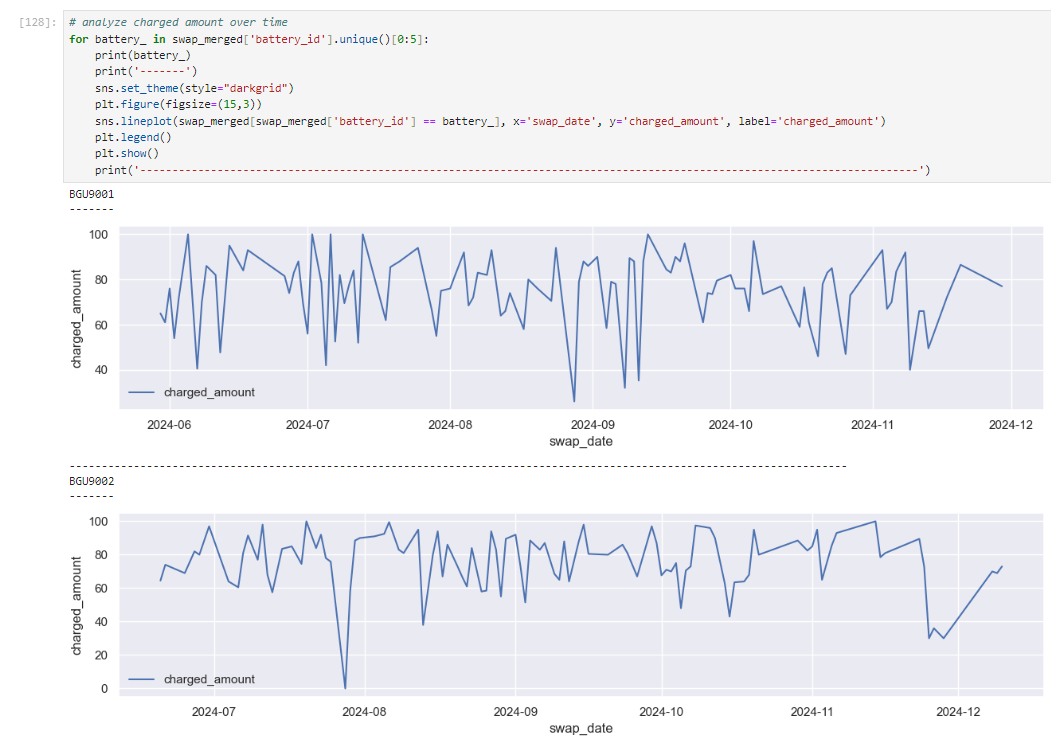 [128]: # analyze charged amount over time
for battery_ in swap_merged['battery_id'].unique()[0:5]:
    print(battery_)
    print('-------')
    sns.set_theme(style="darkgrid")
    plt.figure(figsize=(15,3))
    sns.lineplot(swap_merged[swap_merged['battery_id'] == battery_], x='swap_date', y='charged_amount', label='charged_amount')
    plt.legend()
    plt.show()
    print('------------------------------------------------------------------------------------------------------------------------')
BGU9001
-------
100
80
60
40
charged_amount
charged_amount
2024-06 2024-07 2024-08 2024-09 2024-10 2024-11 2024-12
swap_date
------------------------------------------------------------------------------------------------------------------------
BGU9002
-------
100
80
60
40
20
0
charged_amount
charged_amount
2024-07 2024-08 2024-09 2024-10 2024-11 2024-12
swap_date